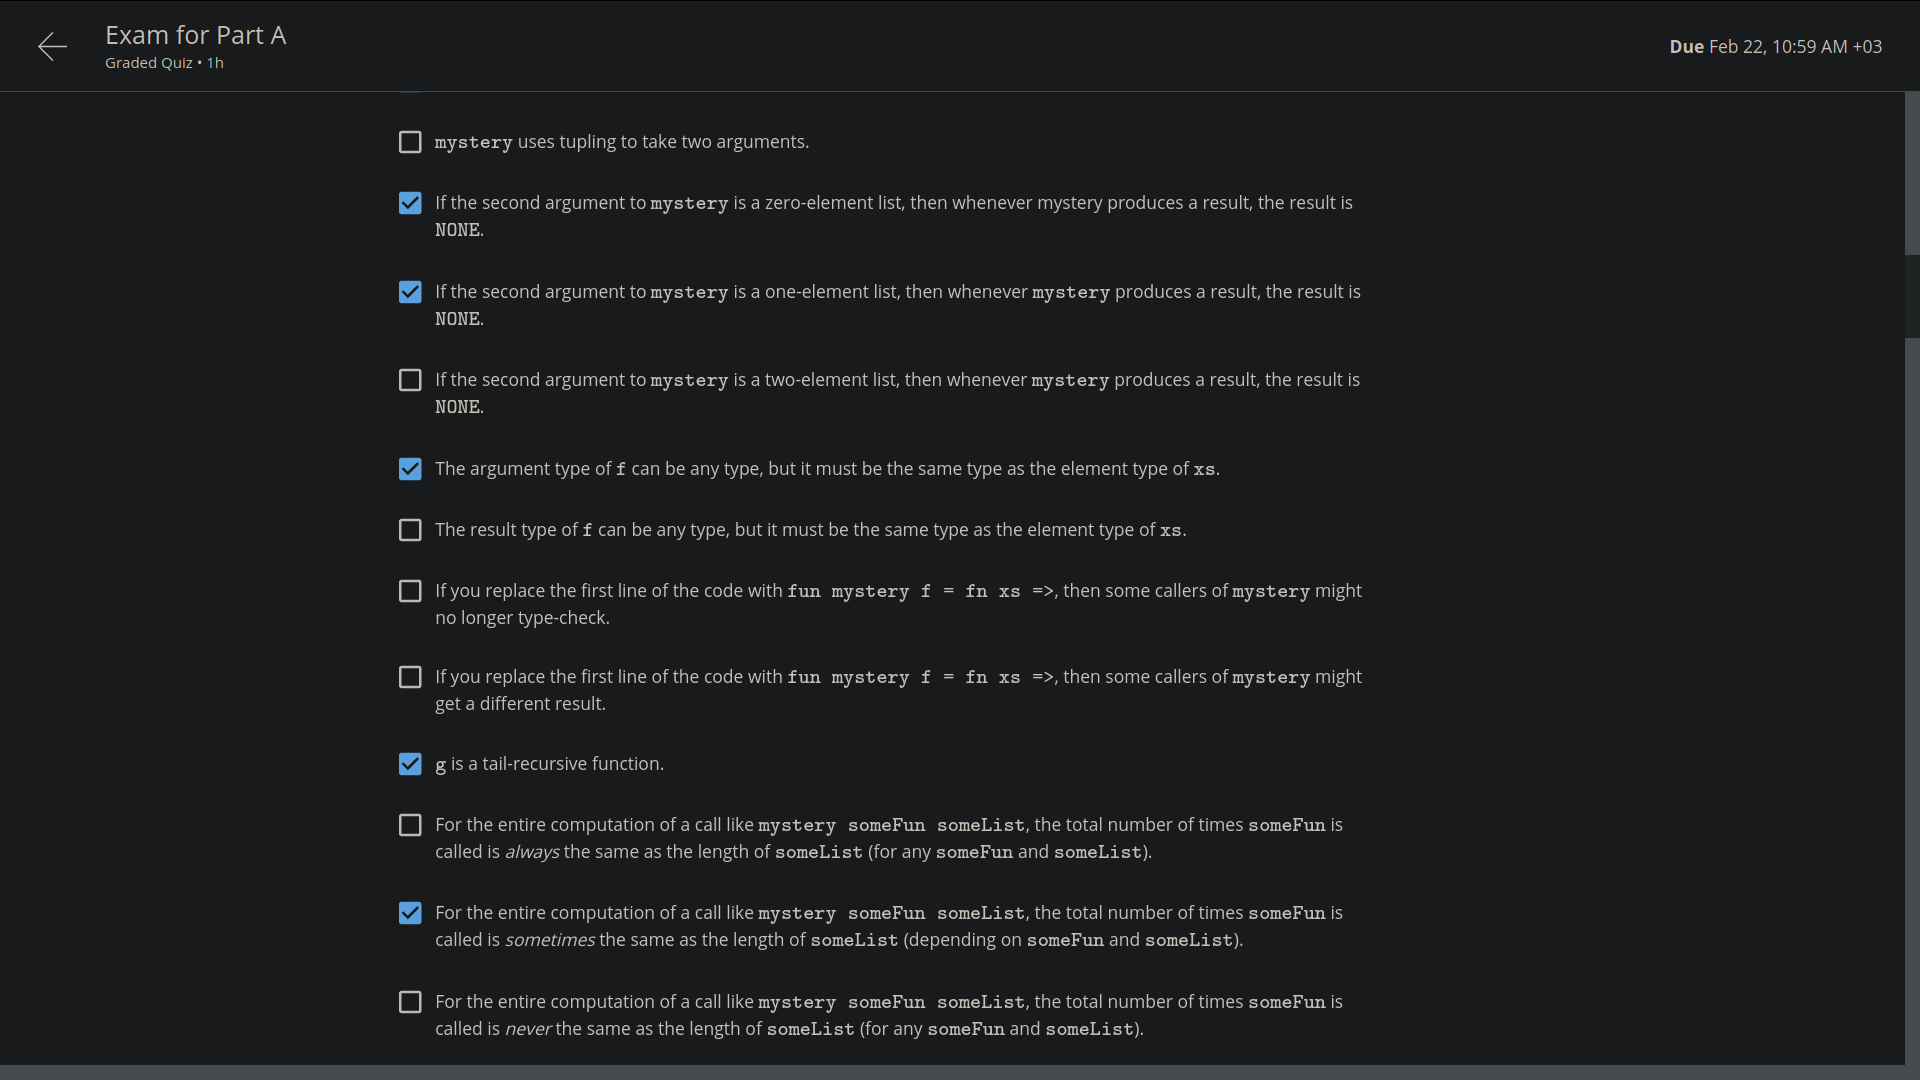 Exam for Part A
Graded Quiz • 1h
Due Feb 22, 10:59 AM +03
mystery uses tupling to take two arguments.
If the second argument to mystery is a zero-element list, then whenever mystery produces a result, the result is
NONE.
If the second argument to mystery is a one-element list, then whenever mystery produces a result, the result is
NONE.
If the second argument to mystery is a two-element list, then whenever mystery produces a result, the result is
NONE.
The argument type of f can be any type, but it must be the same type as the element type of xs.
The result type of f can be any type, but it must be the same type as the element type of xs.
If you replace the first line of the code with fun mystery f = fn xs =>, then some callers of mystery might
no longer type-check.
If you replace the first line of the code with fun mystery f = fn xs =>, then some callers of mystery might
get a different result.
g is a tail-recursive function.
For the entire computation of a call like mystery someFun someList, the total number of times someFun is
called is always the same as the length of someList (for any someFun and someList).
For the entire computation of a call like mystery someFun someList, the total number of times someFun is
called is sometimes the same as the length of someList (depending on someFun and someList).
For the entire computation of a call like mystery someFun someList, the total number of times someFun is
called is never the same as the length of someList (for any someFun and someList).